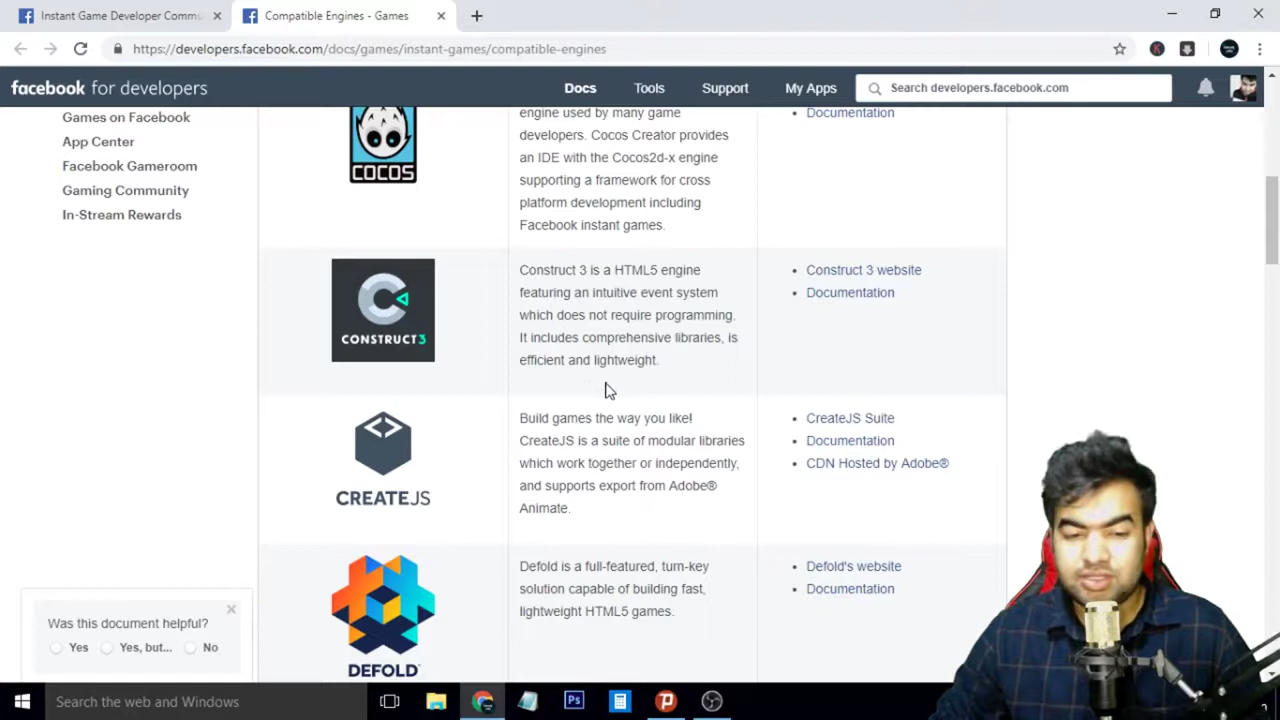 Instant Game Developer Comm
Compatible Engines - Games
https://developers.facebook.com/docs/games/instant-games/compatible-engines
K
facebook for developers
Docs
Tools
Support
My Apps
Search developers.facebook.com
Games on Facebook
App Center
Facebook Gameroom
Gaming Community
In-Stream Rewards
COCOS
engine used by many game
developers. Cocos Creator provides
an IDE with the Cocos2d-x engine
supporting a framework for cross
platform development including
Facebook instant games.
Documentation
CONSTRUCT 3
Construct 3 is a HTML5 engine
featuring an intuitive event system
which does not require programming.
It includes comprehensive libraries, is
efficient and lightweight.
Construct 3 website
Documentation
CREATEJS
Build games the way you like!
CreateJS is a suite of modular libraries
which work together or independently,
and supports export from Adobe®
Animate.
CreateJS Suite
Documentation
CDN Hosted by Adobe®
DEFOLD
Defold is a full-featured, turn-key
solution capable of building fast,
lightweight HTML5 games.
Defold's website
Documentation
Was this document helpful?
Yes
Yes, but...
No
Search the web and Windows
Ps